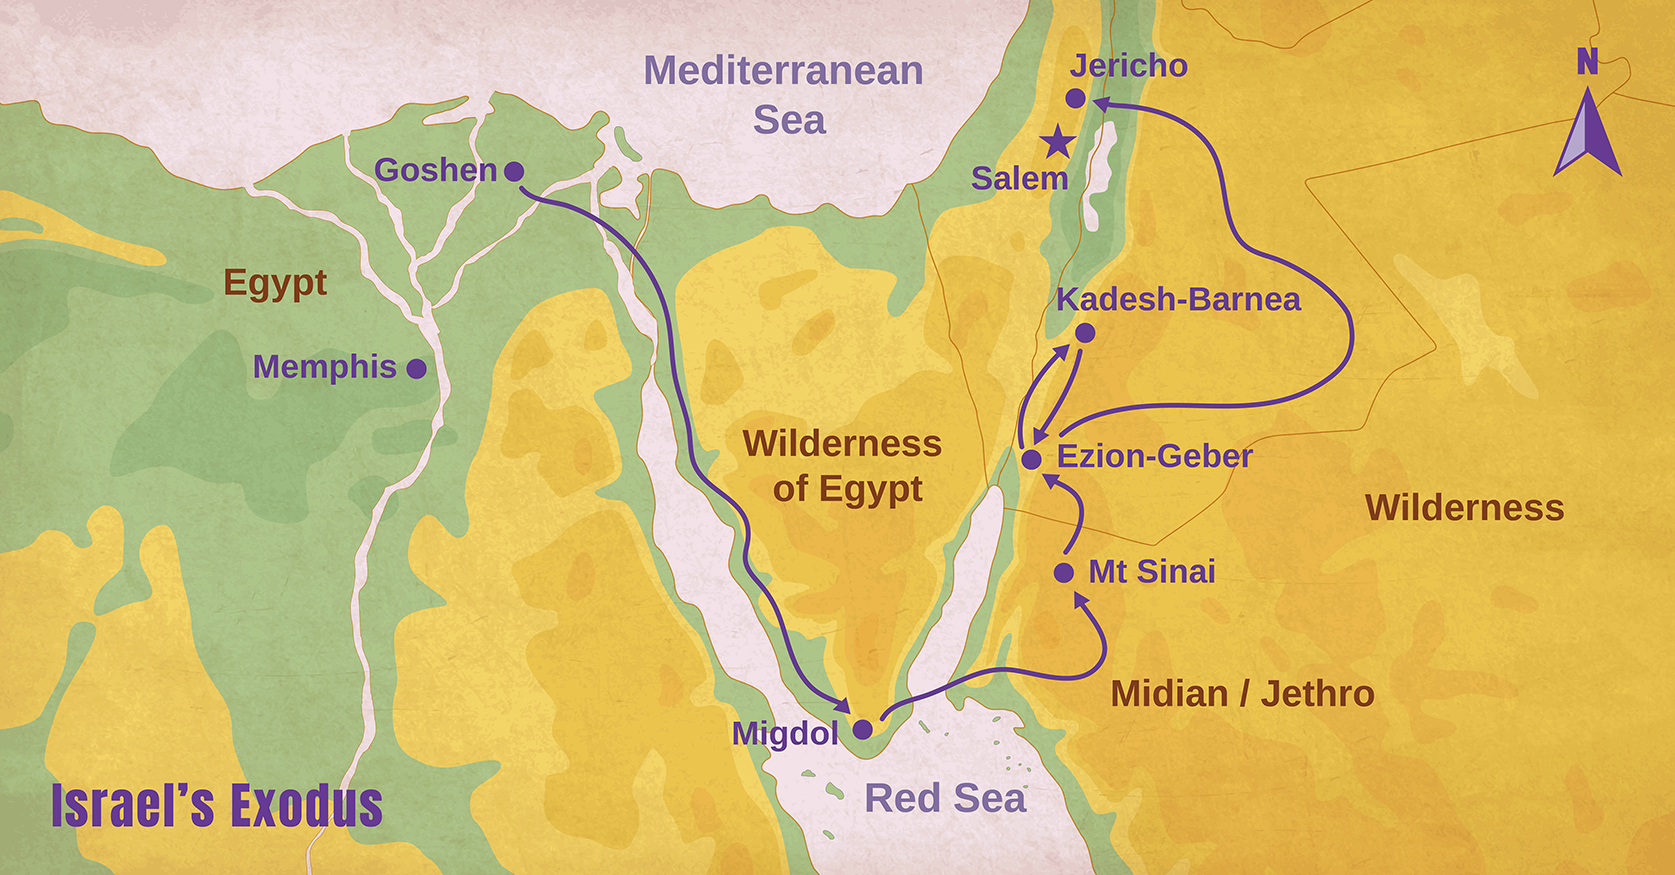 Mediterranean
Sea
Jericho
N
Salem
Goshen
Egypt
Kadesh-Barnea
Memphis
Wilderness
of Egypt
Ezion-Geber
Wilderness
Mt Sinai
Midian / Jethro
Migdol
Red Sea
Israel’s Exodus